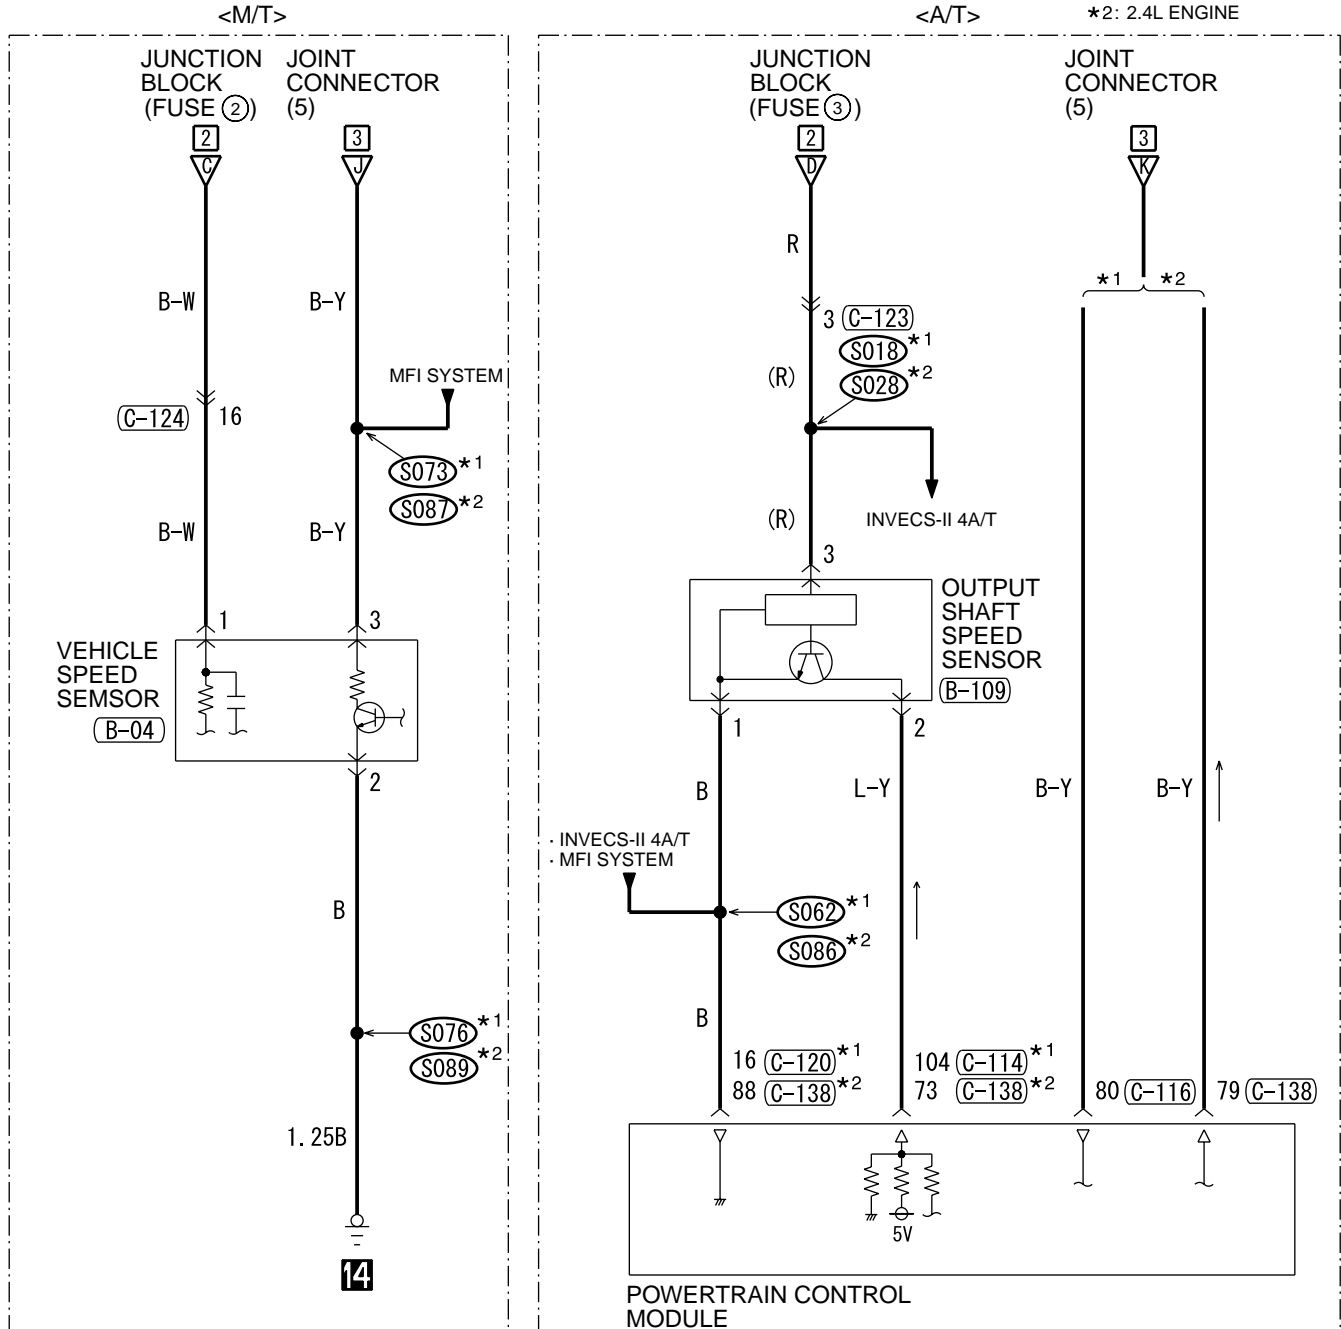 <M/T>
<A/T>
*2: 2.4L ENGINE
JUNCTION
BLOCK
(FUSE 2)
JOINT
CONNECTOR
(5)
2
C
3
J
B-W
B-Y
MFI SYSTEM
C-124
16
S073 *1
S087 *2
B-W
B-Y
1
3
VEHICLE
SPEED
SEMSOR
B-04
2
B
S076 *1
S089 *2
1.25B
14
JUNCTION
BLOCK
(FUSE 3)
JOINT
CONNECTOR
(5)
2
D
3
K
R
*1
*2
3 C-123
S018 *1
S028 *2
(R)
INVECS-II 4A/T
(R)
3
OUTPUT
SHAFT
SPEED
SENSOR
B-109
1
2
B
L-Y
B-Y
B-Y
· INVECS-II 4A/T
· MFI SYSTEM
S062 *1
S086 *2
B
16 C-120 *1
88 C-138 *2
104 C-114 *1
73 C-138 *2
80 C-116
79 C-138
5V
POWERTRAIN CONTROL
MODULE